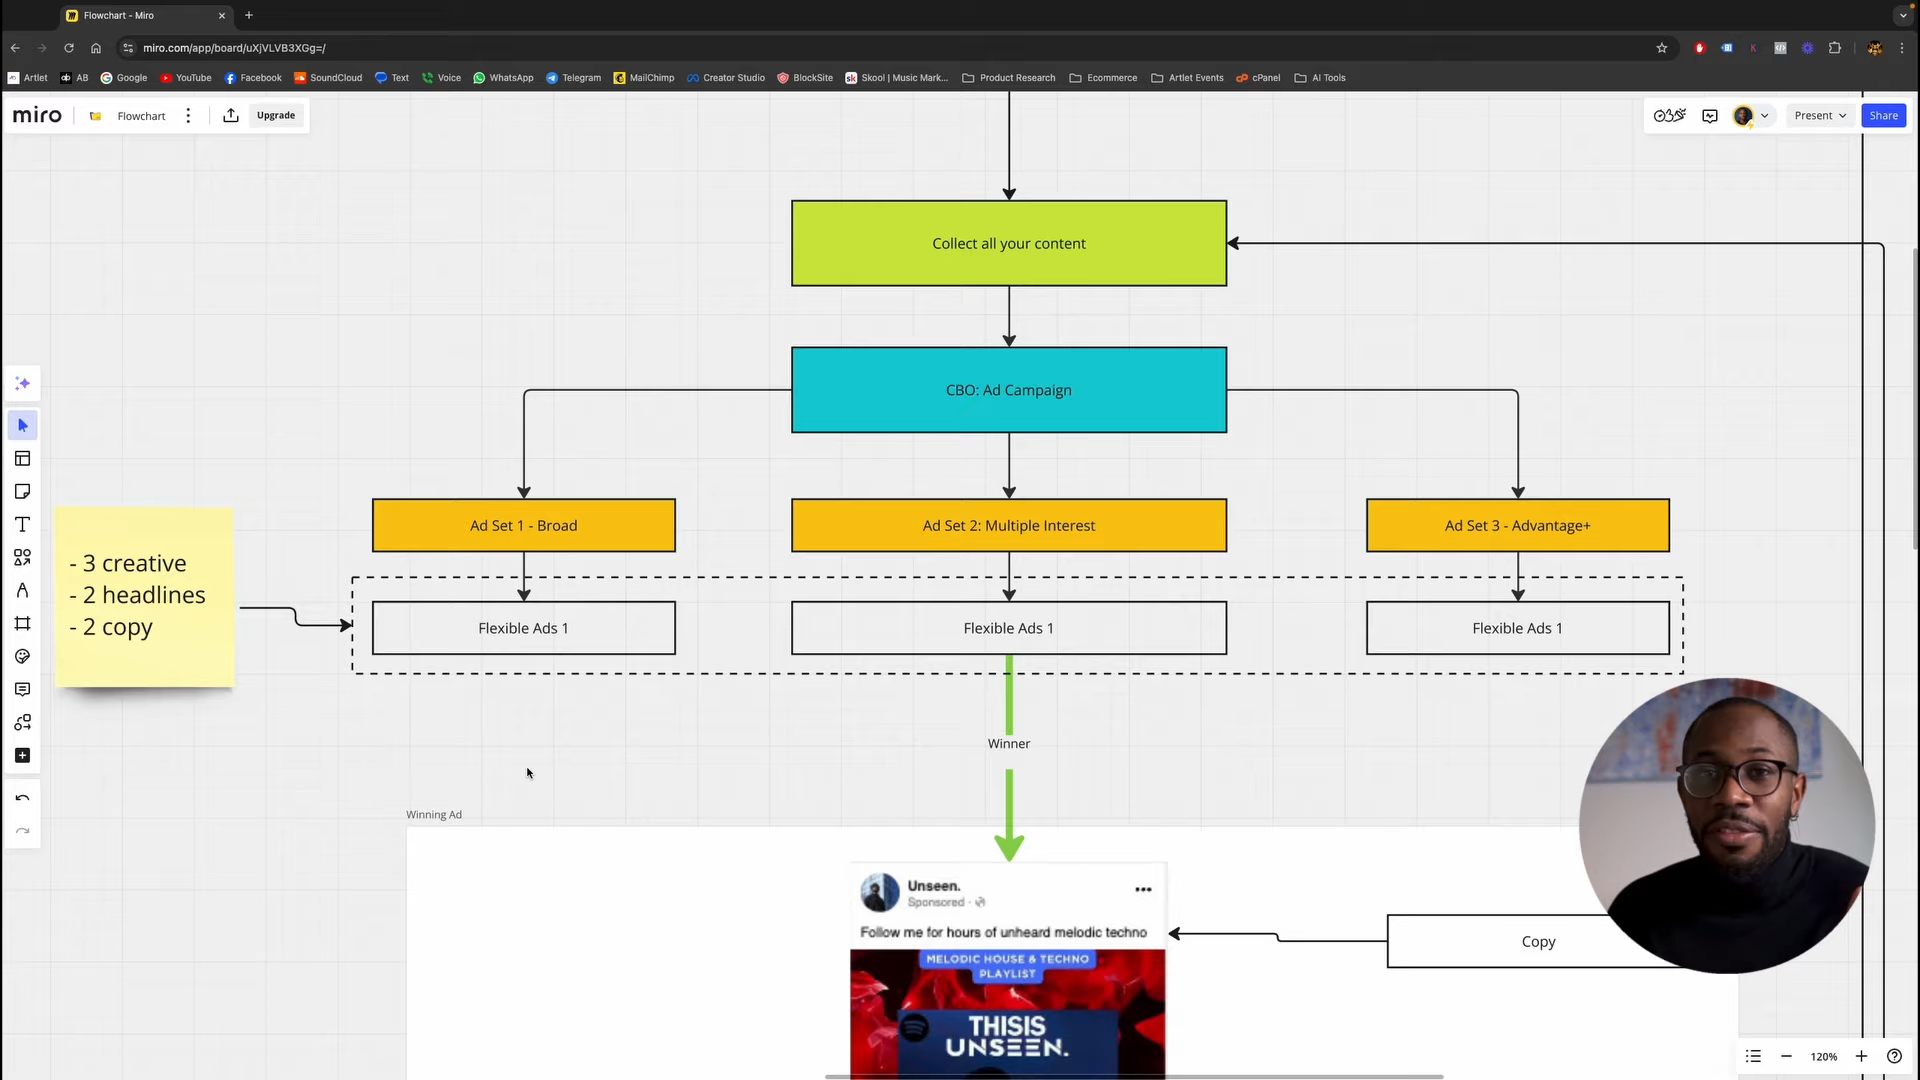 Flowchart - Miro
miro.com/app/board/uXjVLVB3XGg=/
Artlet
AB
Google
YouTube
Facebook
SoundCloud
Text
Voice
WhatsApp
Telegram
MailChimp
Creator Studio
BlockSite
Skool | Music Mark...
Product Research
Ecommerce
Artlet Events
cPanel
AI Tools
miro
Flowchart
Upgrade
Present
Share
Collect all your content
CBO: Ad Campaign
Ad Set 1 - Broad
Ad Set 2: Multiple Interest
Ad Set 3 - Advantage+
- 3 creative
- 2 headlines
- 2 copy
Flexible Ads 1
Flexible Ads 1
Flexible Ads 1
Winner
Winning Ad
Unseen.
Sponsored ·
Follow me for hours of unheard melodic techno
MELODIC HOUSE & TECHNO
PLAYLIST
THISIS
UNSEEN.
Copy
120%